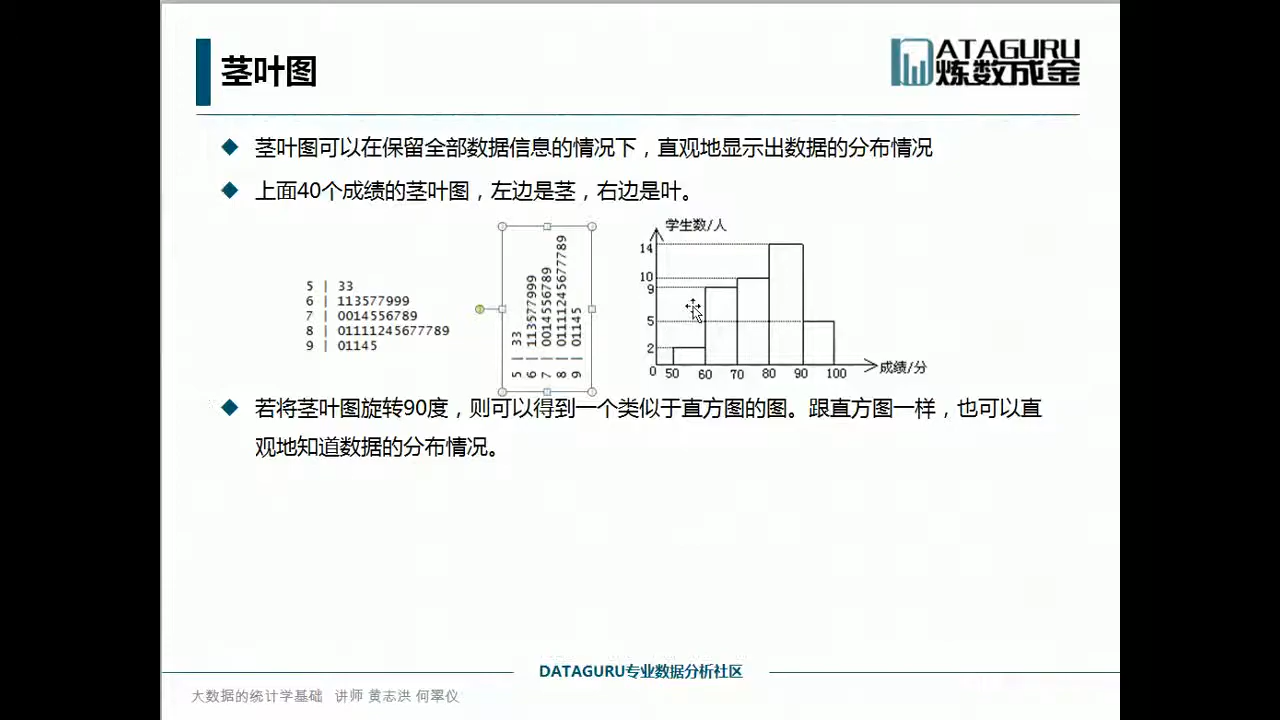 茎叶图
ATAGURU
炼数成金
茎叶图可以在保留全部数据信息的情况下，直观地显示出数据的分布情况
上面40个成绩的茎叶图，左边是茎，右边是叶。
5 | 33
6 | 113577999
7 | 0014556789
8 | 01111245677789
9 | 01145
5 | 33
6 | 113577999
7 | 0014556789
8 | 01111245677789
9 | 01145
学生数/人
14
10
9
5
2
0 50 60 70 80 90 100 成绩/分
若将茎叶图旋转90度，则可以得到一个类似于直方图的图。跟直方图一样，也可以直
观地知道数据的分布情况。
DATAGURU专业数据分析社区
大数据的统计学基础 讲师 黄志洪 何翠仪